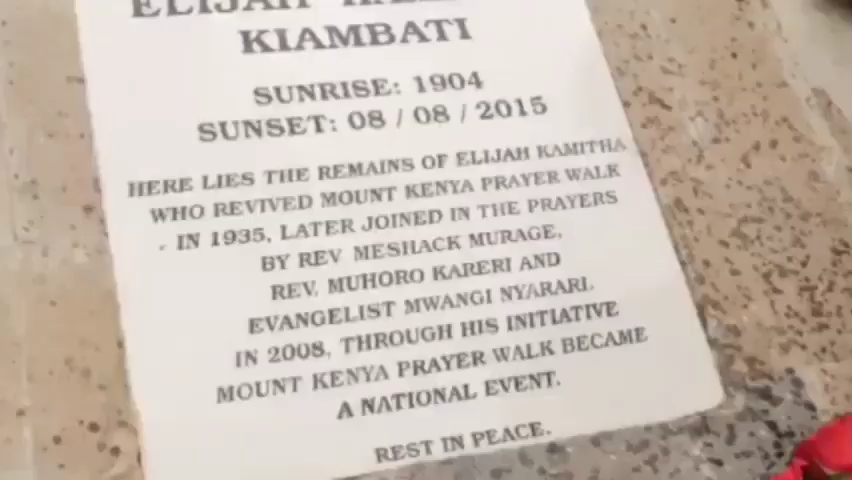 ELIJAH
KIAMBATI
SUNRISE: 1904
SUNSET: 08 / 08 / 2015
HERE LIES THE REMAINS OF ELIJAH KAMITHA
WHO REVIVED MOUNT KENYA PRAYER WALK
IN 1935, LATER JOINED IN THE PRAYERS
BY REV MESHACK MURAGE,
REV. MUHORO KARERI AND
EVANGELIST MWANGI NYARARI.
IN 2008, THROUGH HIS INITIATIVE
MOUNT KENYA PRAYER WALK BECAME
A NATIONAL EVENT.
REST IN PEACE.